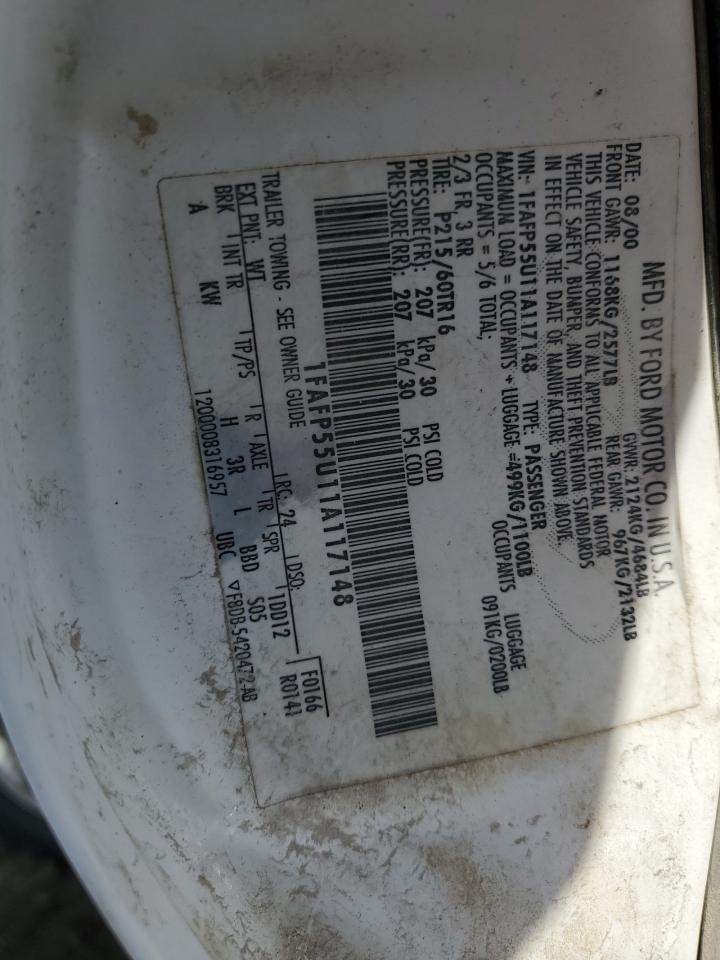 MFD. BY FORD MOTOR CO. IN U.S.A.
DATE: 08/00 GVWR: 2124KG/4684LB
FRONT GAWR: 1168KG/2577LB REAR GAWR: 967KG/2132LB
THIS VEHICLE CONFORMS TO ALL APPLICABLE FEDERAL MOTOR
VEHICLE SAFETY, BUMPER, AND THEFT PREVENTION STANDARDS
IN EFFECT ON THE DATE OF MANUFACTURE SHOWN ABOVE.
VIN: 1FAFP55U11A117148 TYPE: PASSENGER
MAXIMUM LOAD = OCCUPANTS + LUGGAGE =499KG/1100LB
OCCUPANTS LUGGAGE
OCCUPANTS = 5/6 TOTAL; 091KG/0200LB
2/3 FR, 3 RR
TIRE: P215/60TR16
PRESSURE(FR): 207 kPa/30 PSI COLD
PRESSURE(RR): 207 kPa/30 PSI COLD
1FAFP55U11A117148
TRAILER TOWING - SEE OWNER GUIDE
F0166
R0141
EXT PNT: WT RC: 24 DSO:
BRK INT TR TP/PS R AXLE TR SPR 1DD12
A KW H 3R L BBD S05
1200008316957 UBC ▽F8DB-5420472-AB